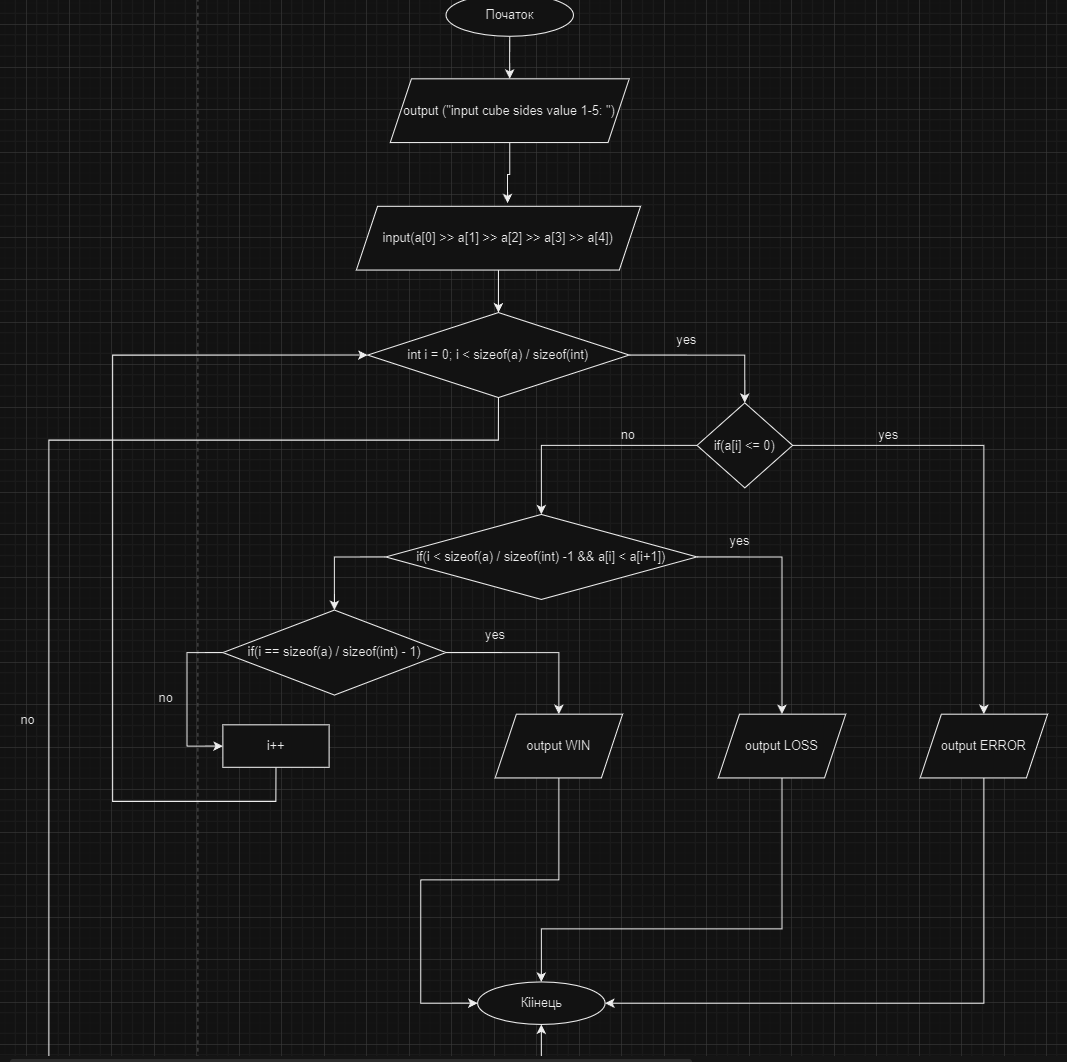 Початок
output ("input cube sides value 1-5: ")
input(a[0] >> a[1] >> a[2] >> a[3] >> a[4])
int i = 0; i < sizeof(a) / sizeof(int)
yes
if(a[i] <= 0)
no
yes
if(i < sizeof(a) / sizeof(int) -1 && a[i] < a[i+1])
yes
if(i == sizeof(a) / sizeof(int) - 1)
yes
no
no
i++
output WIN
output LOSS
output ERROR
Кіінець